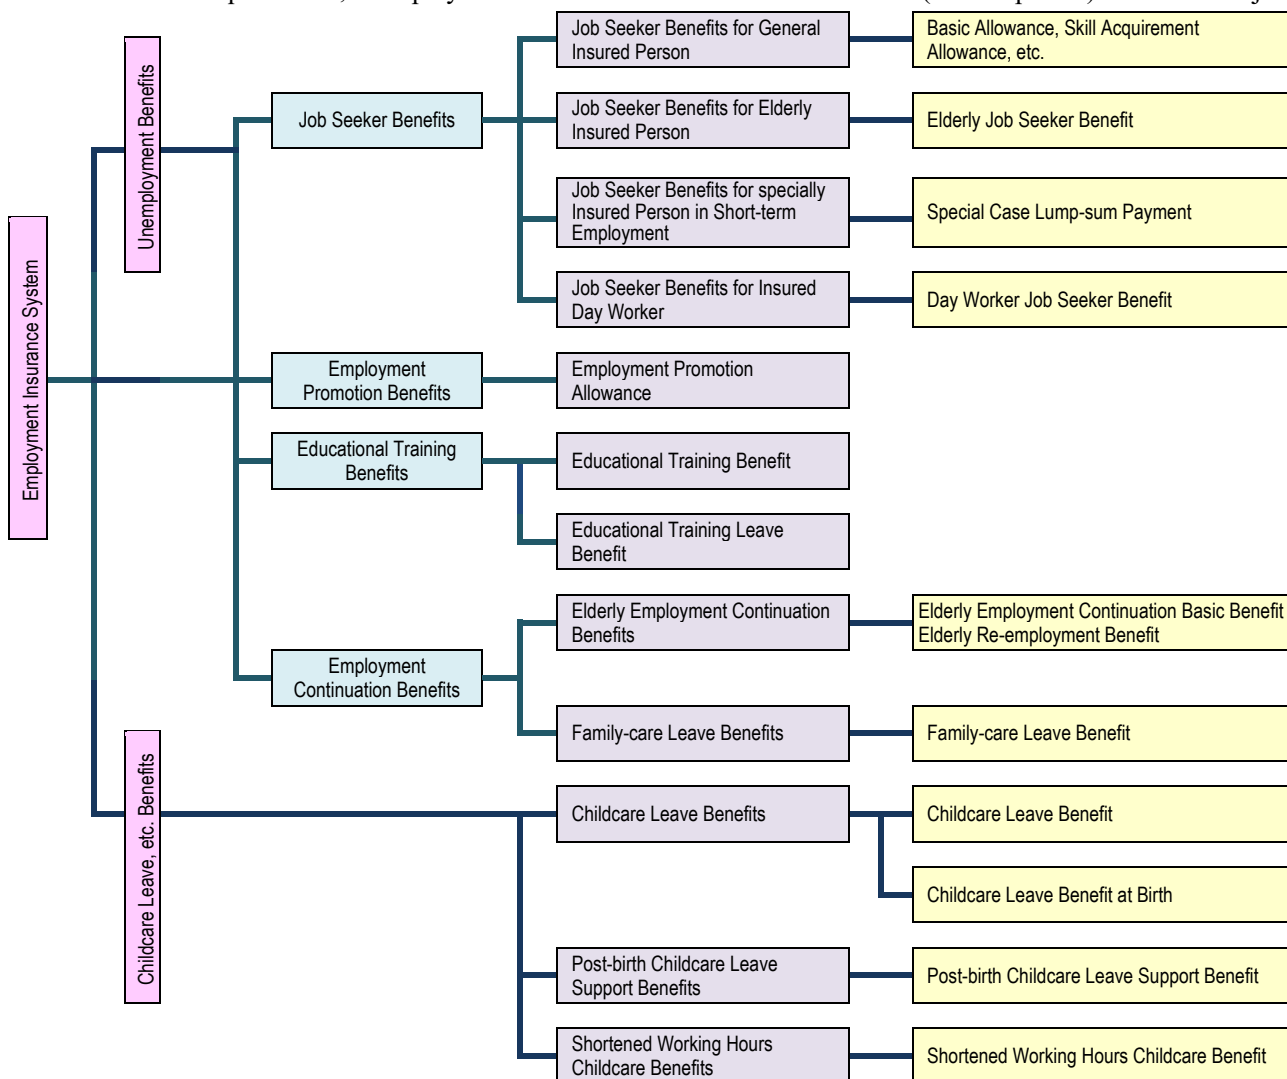 Job Seeker Benefits for General
Insured Person
Basic Allowance, Skill Acquirement
Allowance, etc.
Unemployment Benefits
Job Seeker Benefits
Job Seeker Benefits for Elderly
Insured Person
Elderly Job Seeker Benefit
Job Seeker Benefits for specially
Insured Person in Short-term
Employment
Special Case Lump-sum Payment
Employment Insurance System
Job Seeker Benefits for Insured
Day Worker
Day Worker Job Seeker Benefit
Employment
Promotion Benefits
Employment Promotion
Allowance
Educational Training
Benefits
Educational Training Benefit
Educational Training Leave
Benefit
Elderly Employment Continuation
Benefits
Elderly Employment Continuation Basic Benefit
Elderly Re-employment Benefit
Employment
Continuation Benefits
Family-care Leave Benefits
Family-care Leave Benefit
Childcare Leave, etc. Benefits
Childcare Leave Benefits
Childcare Leave Benefit
Childcare Leave Benefit at Birth
Post-birth Childcare Leave
Support Benefits
Post-birth Childcare Leave Support Benefit
Shortened Working Hours
Childcare Benefits
Shortened Working Hours Childcare Benefit